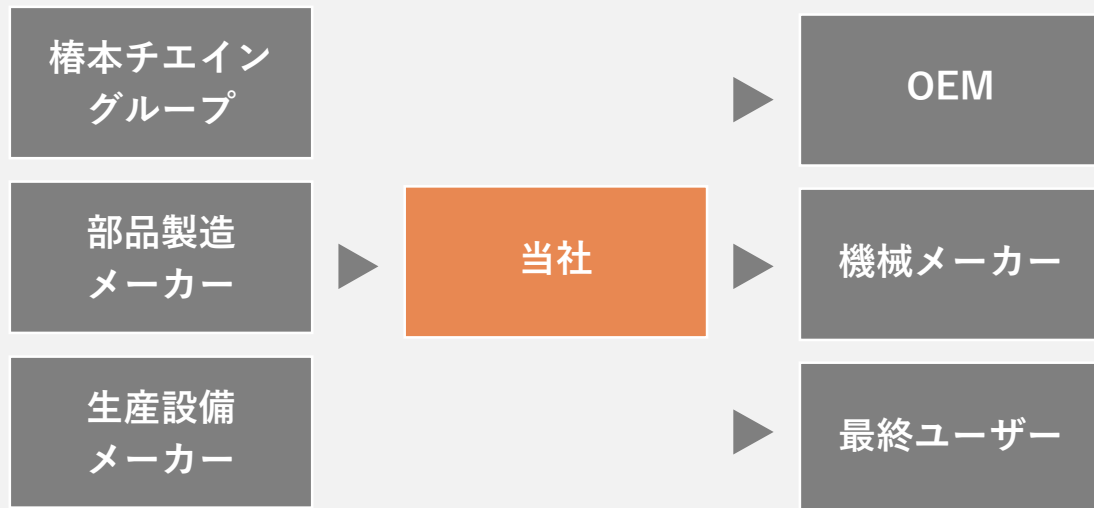 椿本チエイン
グループ
部品製造
メーカー
生産設備
メーカー
当社
OEM
機械メーカー
最終ユーザー